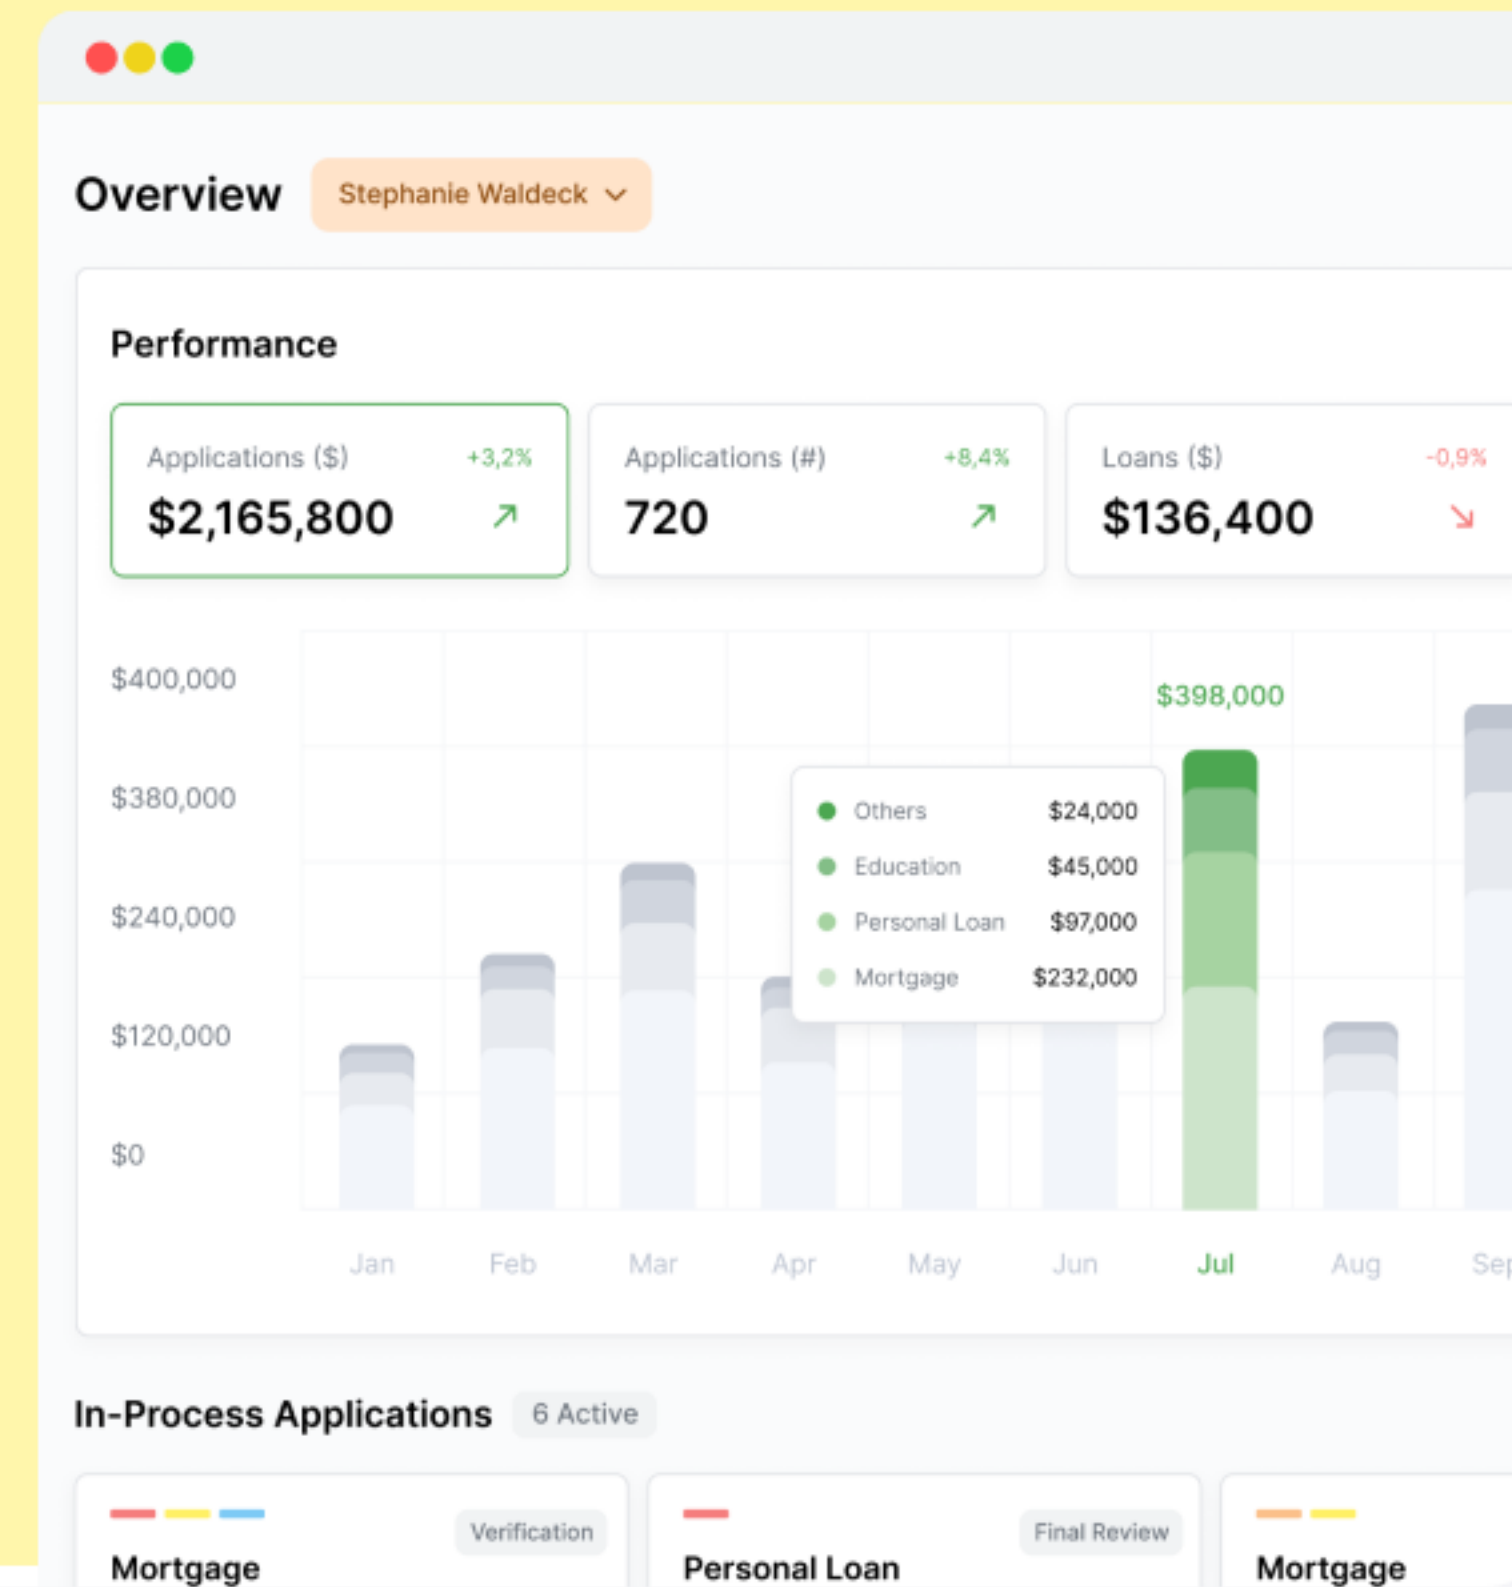 Overview
Stephanie Waldeck
Performance
Applications ($) +3,2%
$2,165,800
Applications (#) +8,4%
720
Loans ($) -0,9%
$136,400
$400,000
$380,000
$240,000
$120,000
$0
$398,000
Others $24,000
Education $45,000
Personal Loan $97,000
Mortgage $232,000
Jan Feb Mar Apr May Jun Jul Aug Sep
In-Process Applications 6 Active
Verification
Mortgage
Final Review
Personal Loan
Mortgage